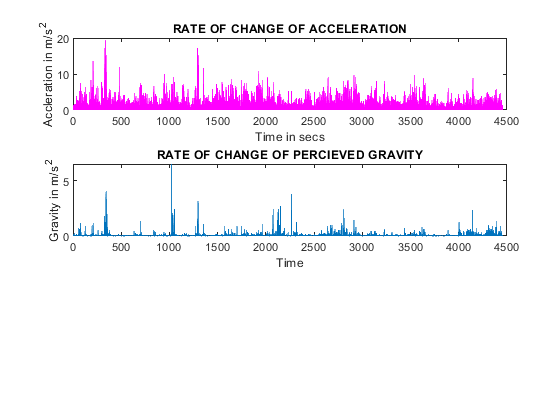 RATE OF CHANGE OF ACCELERATION
Accleration in m/s²
20
10
0
0 500 1000 1500 2000 2500 3000 3500 4000 4500
Time in secs
RATE OF CHANGE OF PERCIEVED GRAVITY
Gravity in m/s²
5
0
0 500 1000 1500 2000 2500 3000 3500 4000 4500
Time